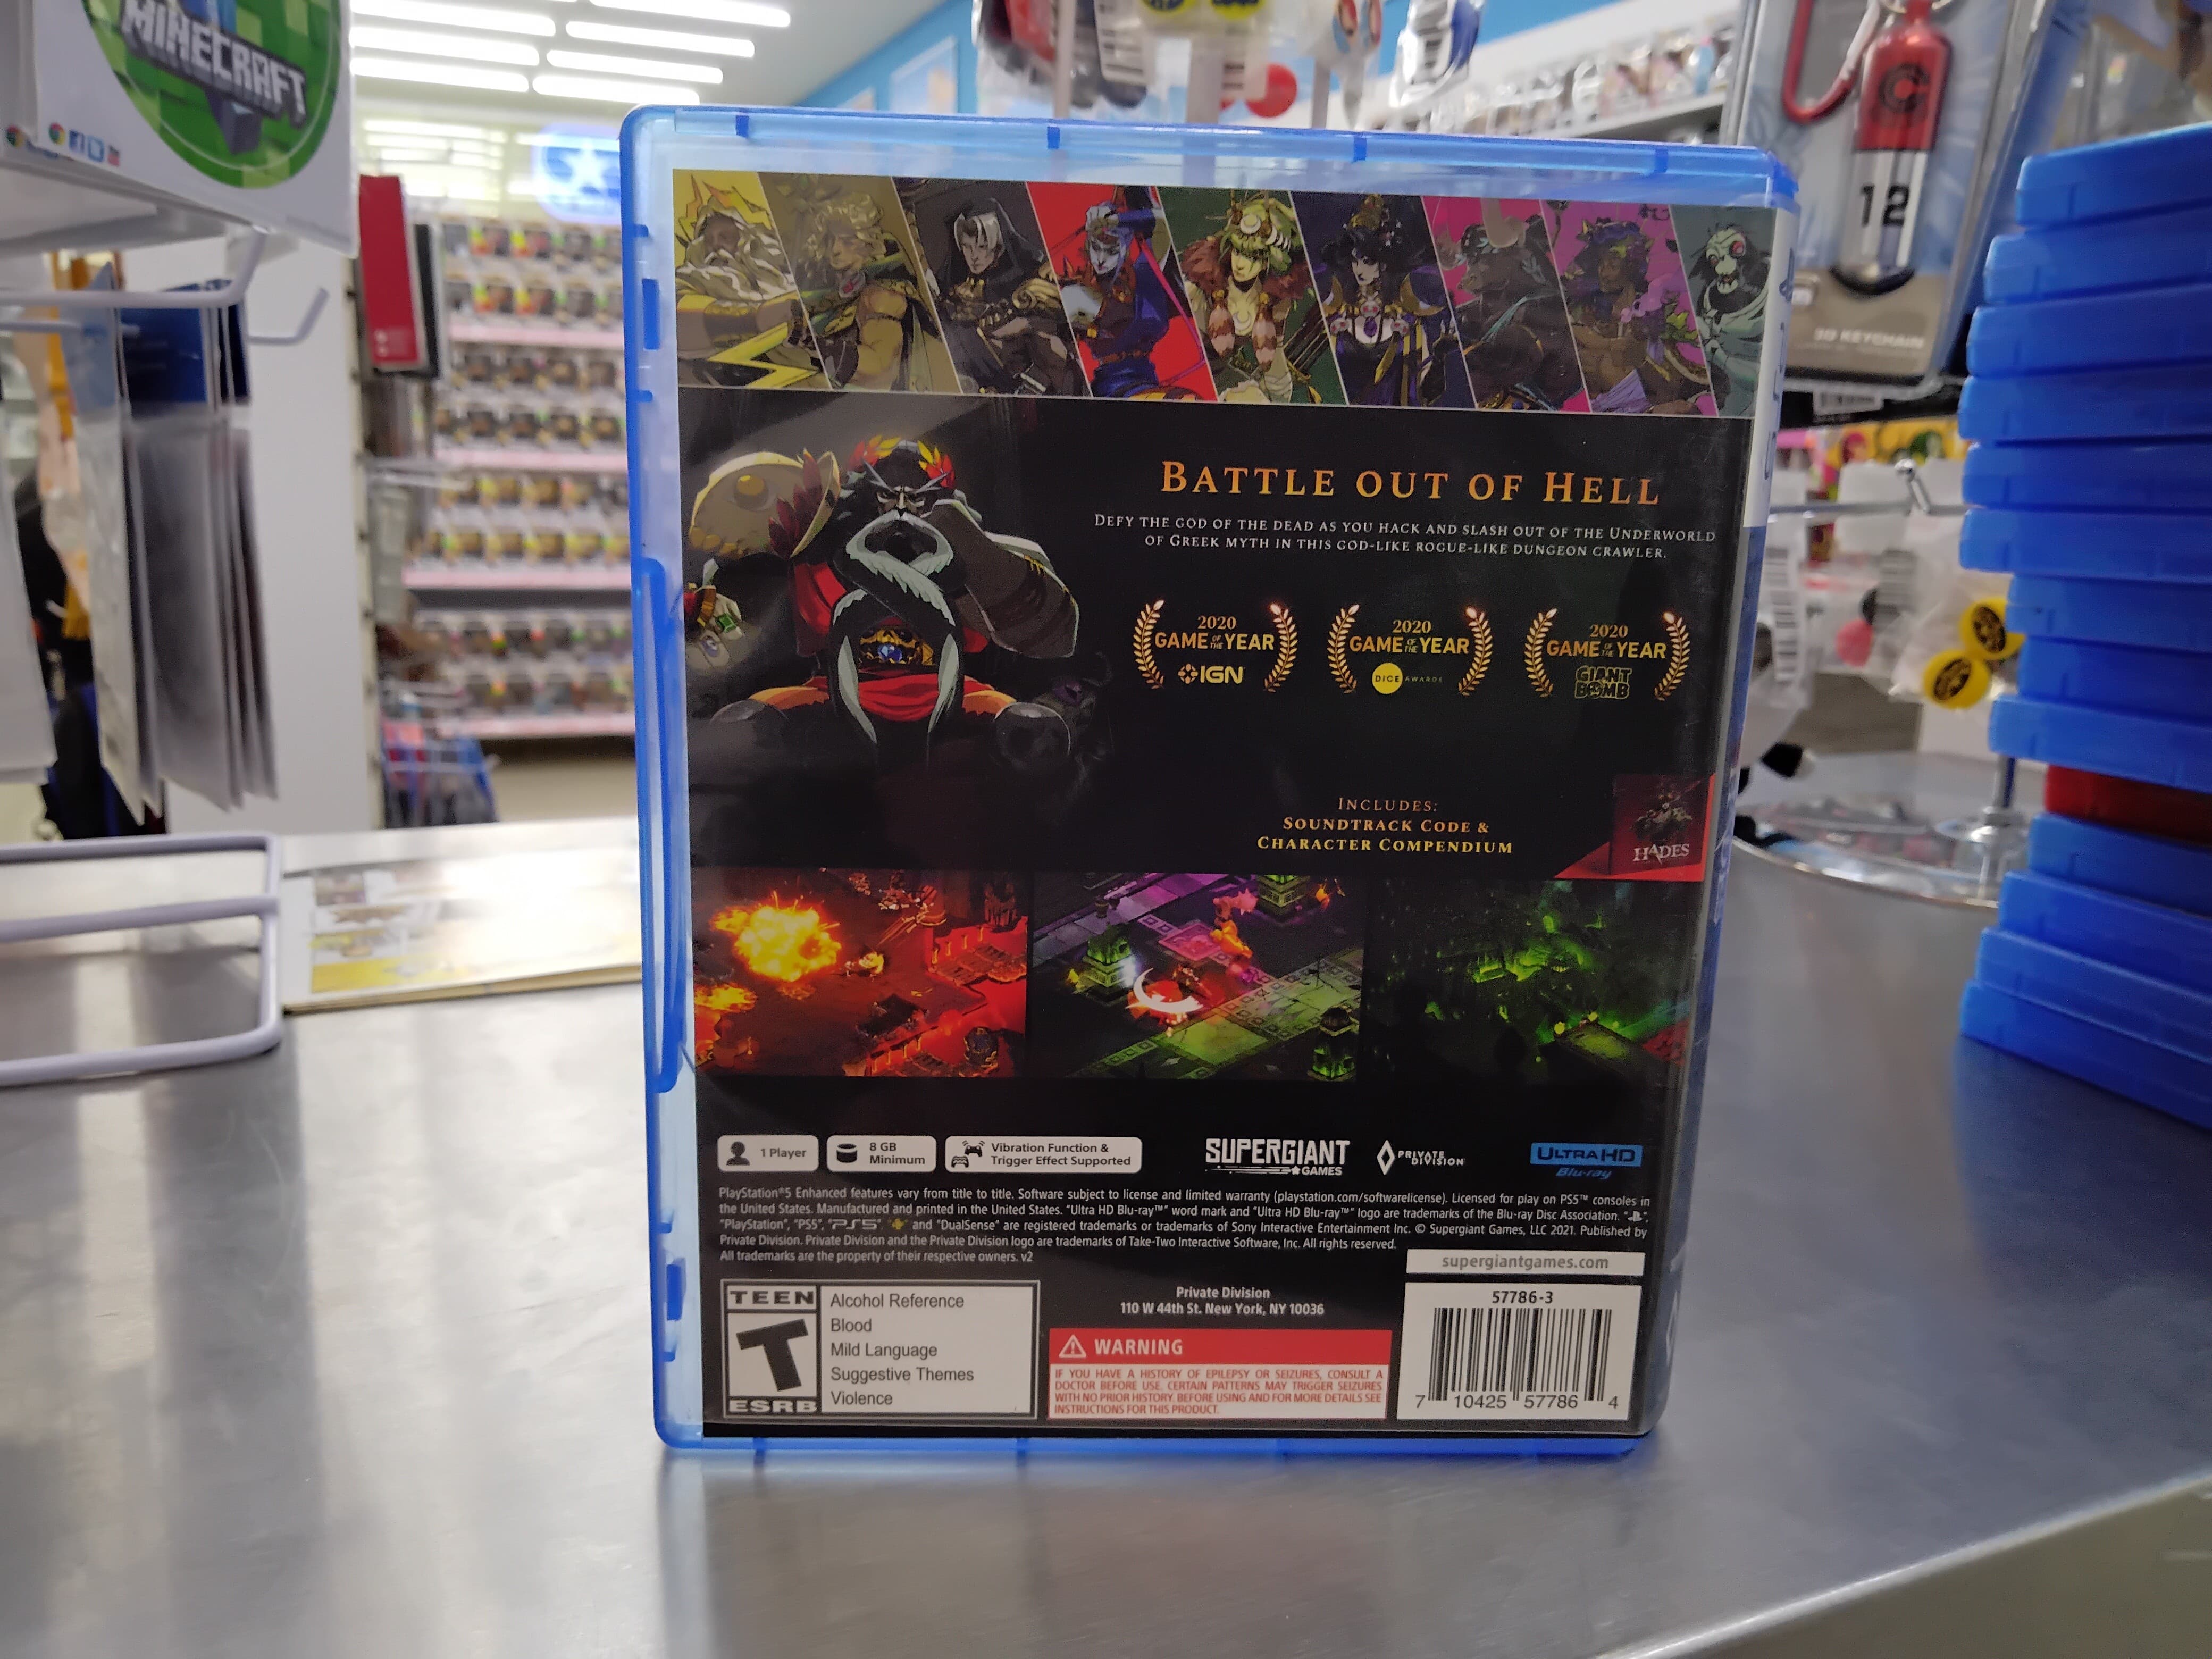 MINECRAFT
12
3D KEYCHAIN
BATTLE OUT OF HELL
DEFY THE GOD OF THE DEAD AS YOU HACK AND SLASH OUT OF THE UNDERWORLD
OF GREEK MYTH IN THIS GOD-LIKE ROGUE-LIKE DUNGEON CRAWLER.
2020
GAME OF THE YEAR
IGN
2020
GAME OF THE YEAR
DICE AWARDS
2020
GAME OF THE YEAR
GIANT BOMB
INCLUDES:
SOUNDTRACK CODE &
CHARACTER COMPENDIUM
HADES
1 Player
8 GB
Minimum
Vibration Function &
Trigger Effect Supported
SUPERGIANT
GAMES
PRIVATE
DIVISION
ULTRA HD
Blu-ray
PlayStation®5 Enhanced features vary from title to title. Software subject to license and limited warranty (playstation.com/softwarelicense). Licensed for play on PS5™ consoles in
the United States. Manufactured and printed in the United States. "Ultra HD Blu-ray™" word mark and "Ultra HD Blu-ray™" logo are trademarks of the Blu-ray Disc Association. "",
"PlayStation", "PS5", "PS5", "" and "DualSense" are registered trademarks or trademarks of Sony Interactive Entertainment Inc. © Supergiant Games, LLC 2021. Published by
Private Division. Private Division and the Private Division logo are trademarks of Take-Two Interactive Software, Inc. All rights reserved.
All trademarks are the property of their respective owners. v2
supergiantgames.com
TEEN
T
ESRB
Alcohol Reference
Blood
Mild Language
Suggestive Themes
Violence
Private Division
110 W 44th St. New York, NY 10036
WARNING
IF YOU HAVE A HISTORY OF EPILEPSY OR SEIZURES, CONSULT A
DOCTOR BEFORE USE. CERTAIN PATTERNS MAY TRIGGER SEIZURES
WITH NO PRIOR HISTORY. BEFORE USING AND FOR MORE DETAILS SEE
INSTRUCTIONS FOR THIS PRODUCT.
57786-3
7 10425 57786 4